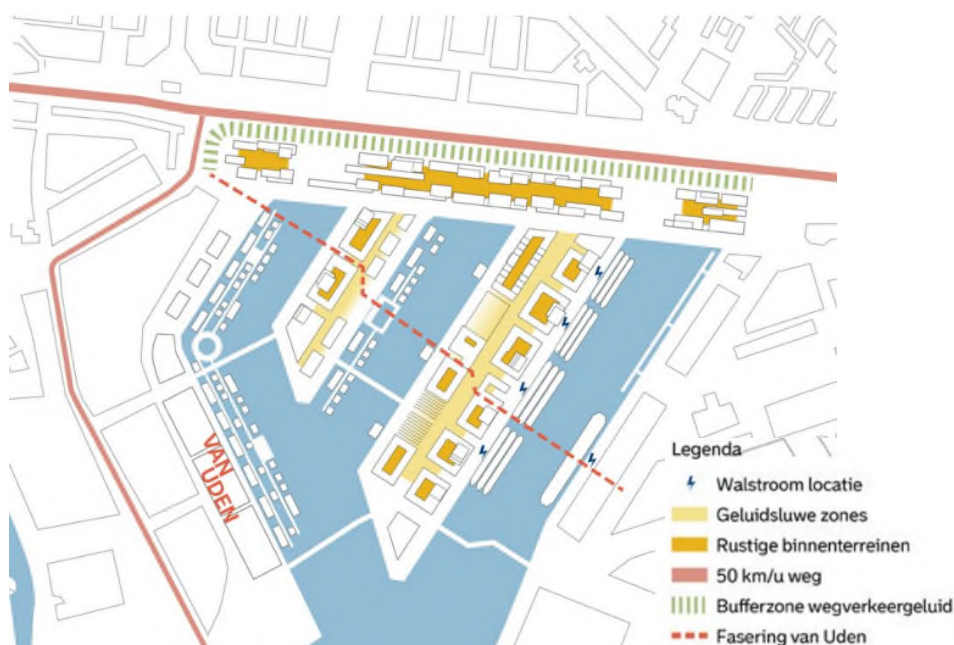 VAN
UDEN
Legenda
Walstroom locatie
Geluidsluwe zones
Rustige binnenterreinen
50 km/u weg
Bufferzone wegverkeergeluid
Fasering van Uden